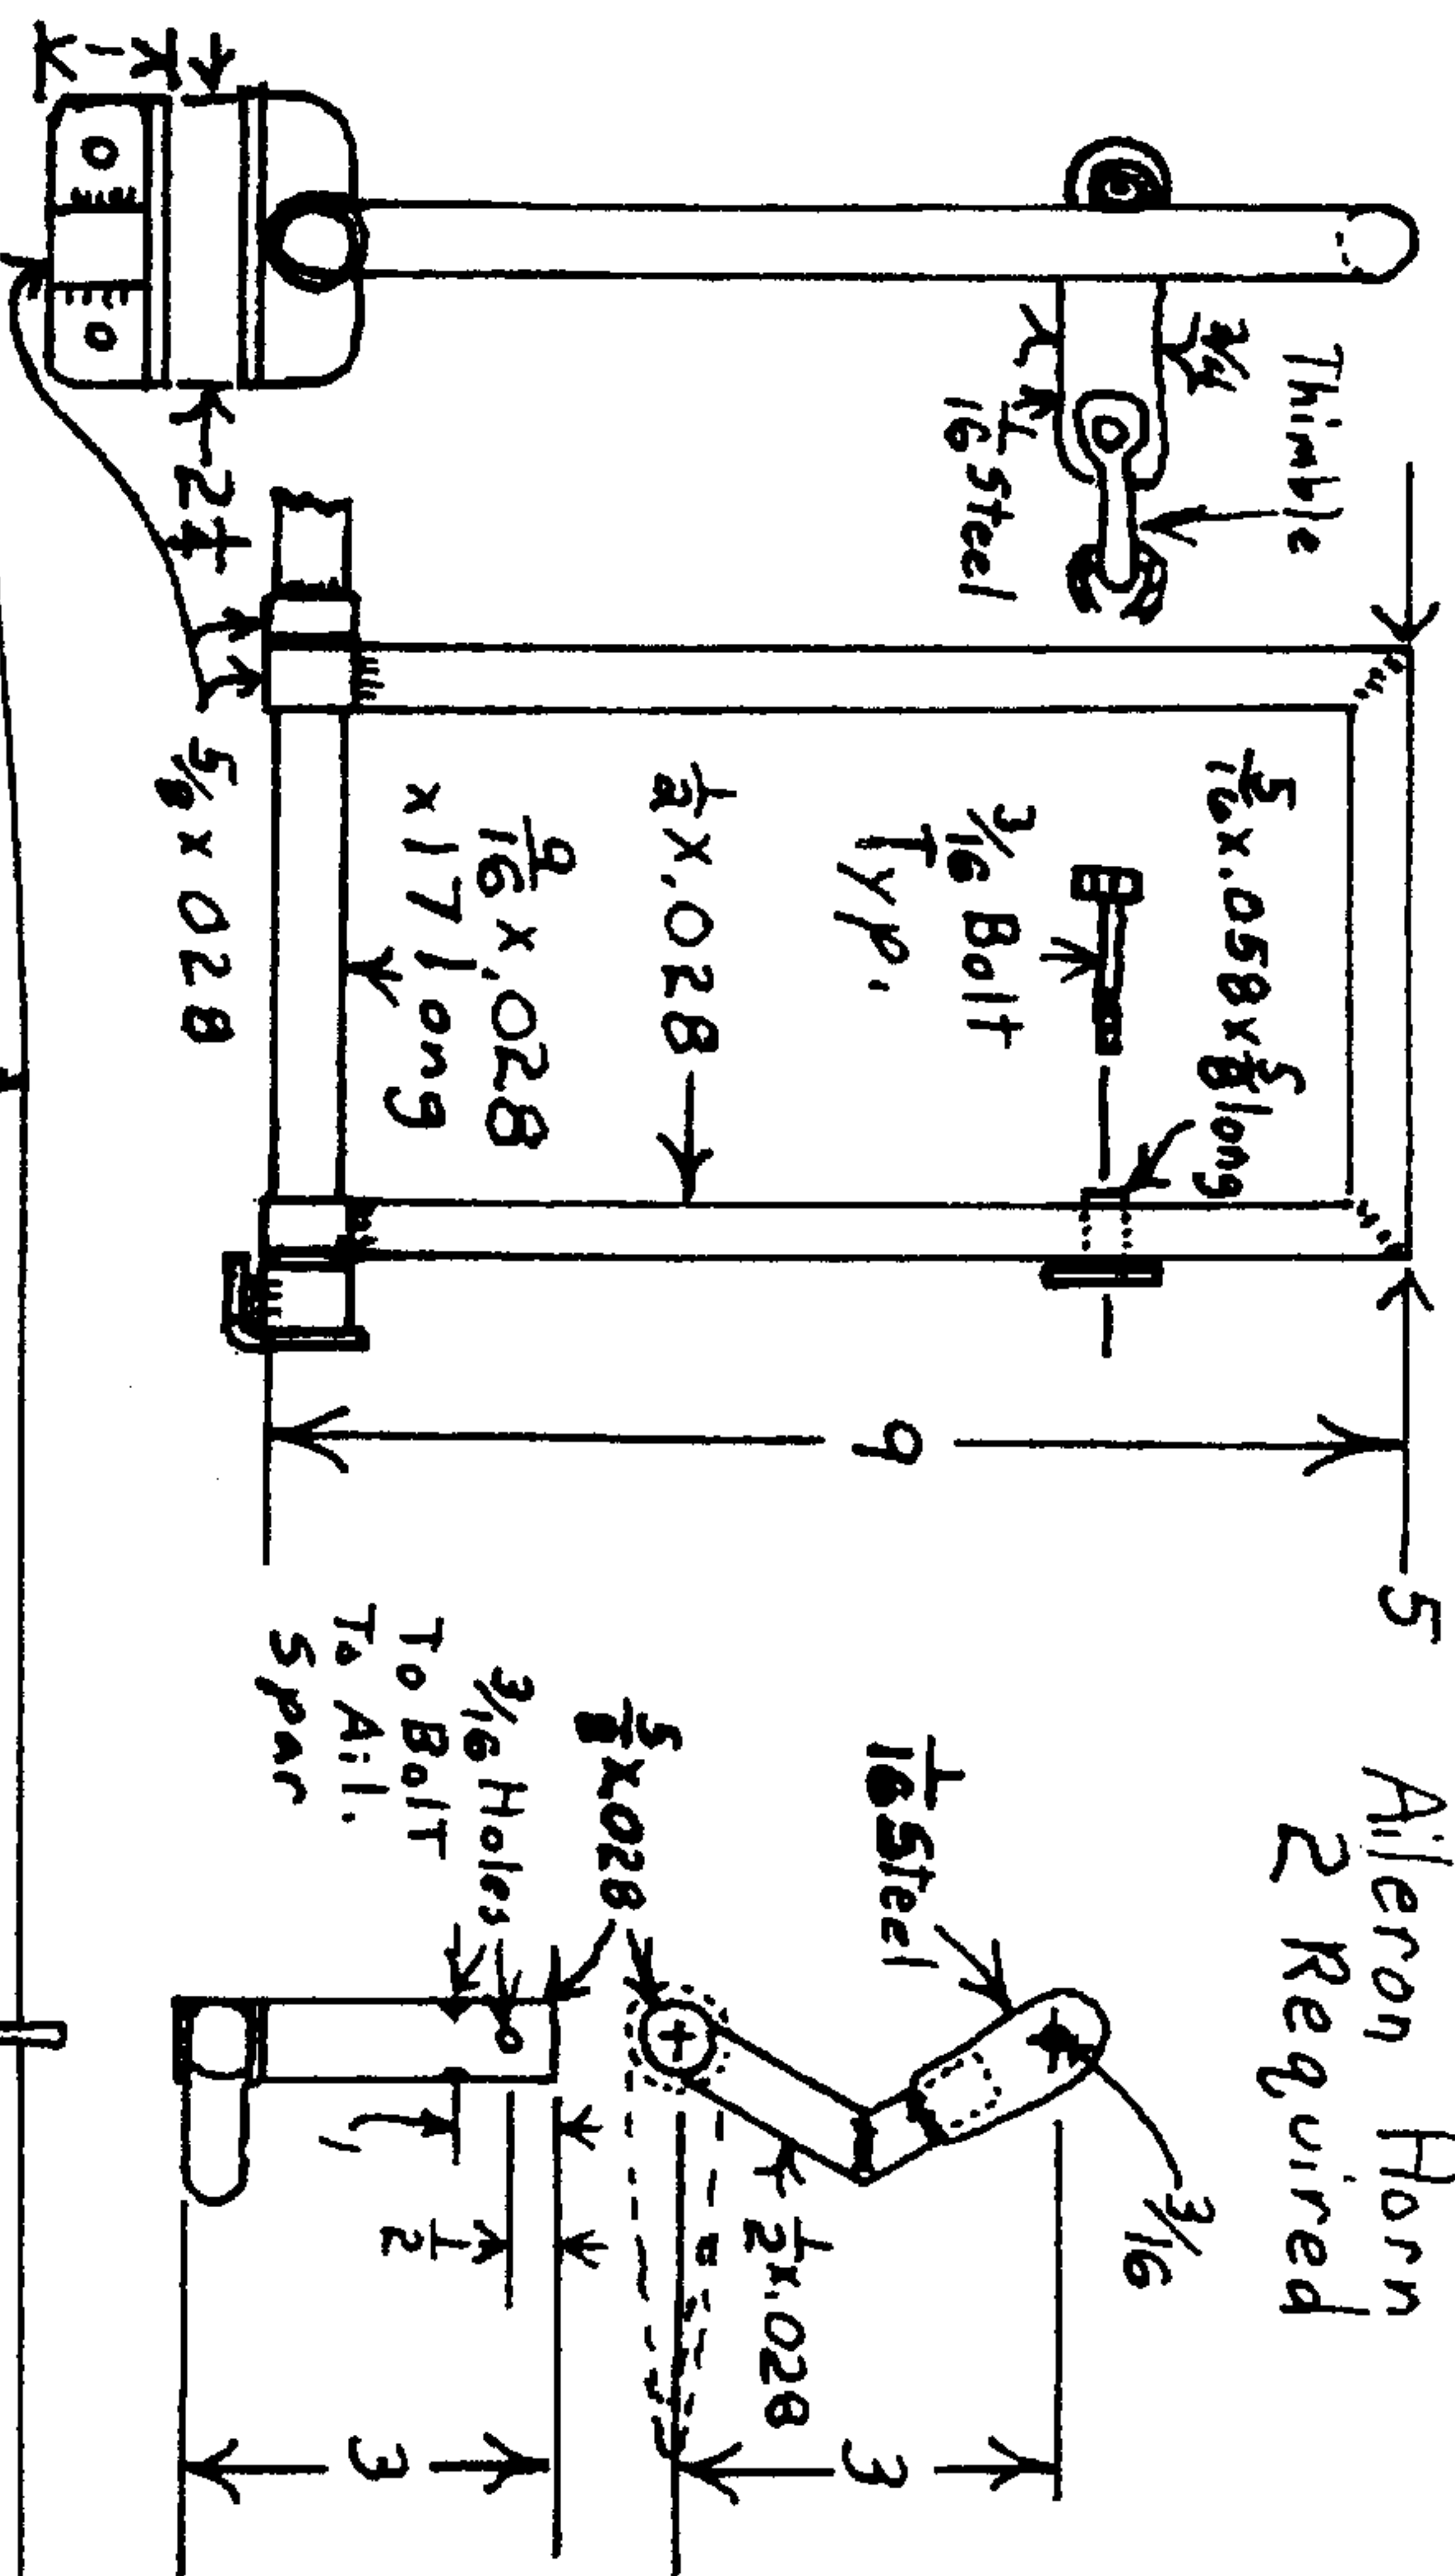 Aileron Horn
2 Required
5
Thimble
3/4
1/16 Steel
5/16 x .058 x 5/8 long
3/16 Bolt
Typ.
1/2 x .028
9/16 x .028
x 17 long
5/8 x .028
2 1/4
1
9
3/16
1/16 Steel
1/2 x .028
5/8 x .028
3
3/16 Holes
To Bolt
To Ail.
Spar
1
1/2
3